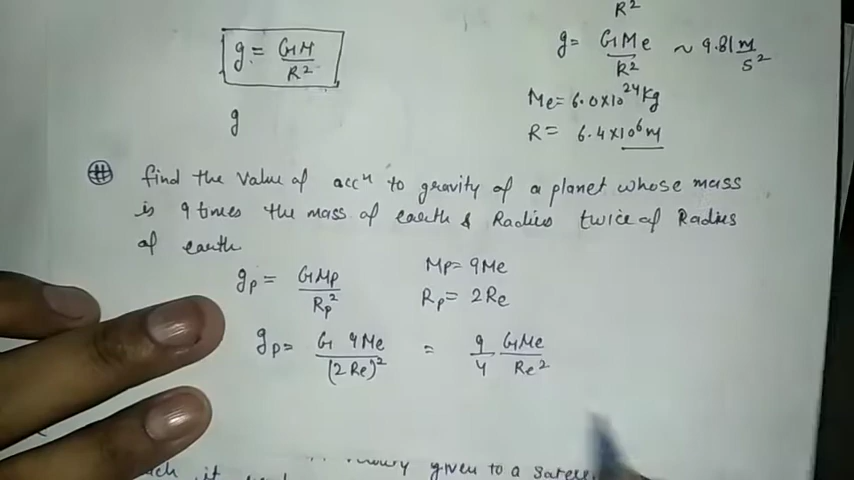 R²
g = GM/R²
g = GMe/R² ~ 9.81 m/s²
Me = 6.0×10²⁴ Kg
g
R = 6.4×10⁶ M
find the value of accⁿ to gravity of a planet whose mass
is 9 times the mass of earth & Radius twice of Radius
of earth
gp = GMp/Rp² Mp = 9Me
Rp = 2Re
gp = G 9Me/(2Re)² = 9/4 GMe/Re²
given to a